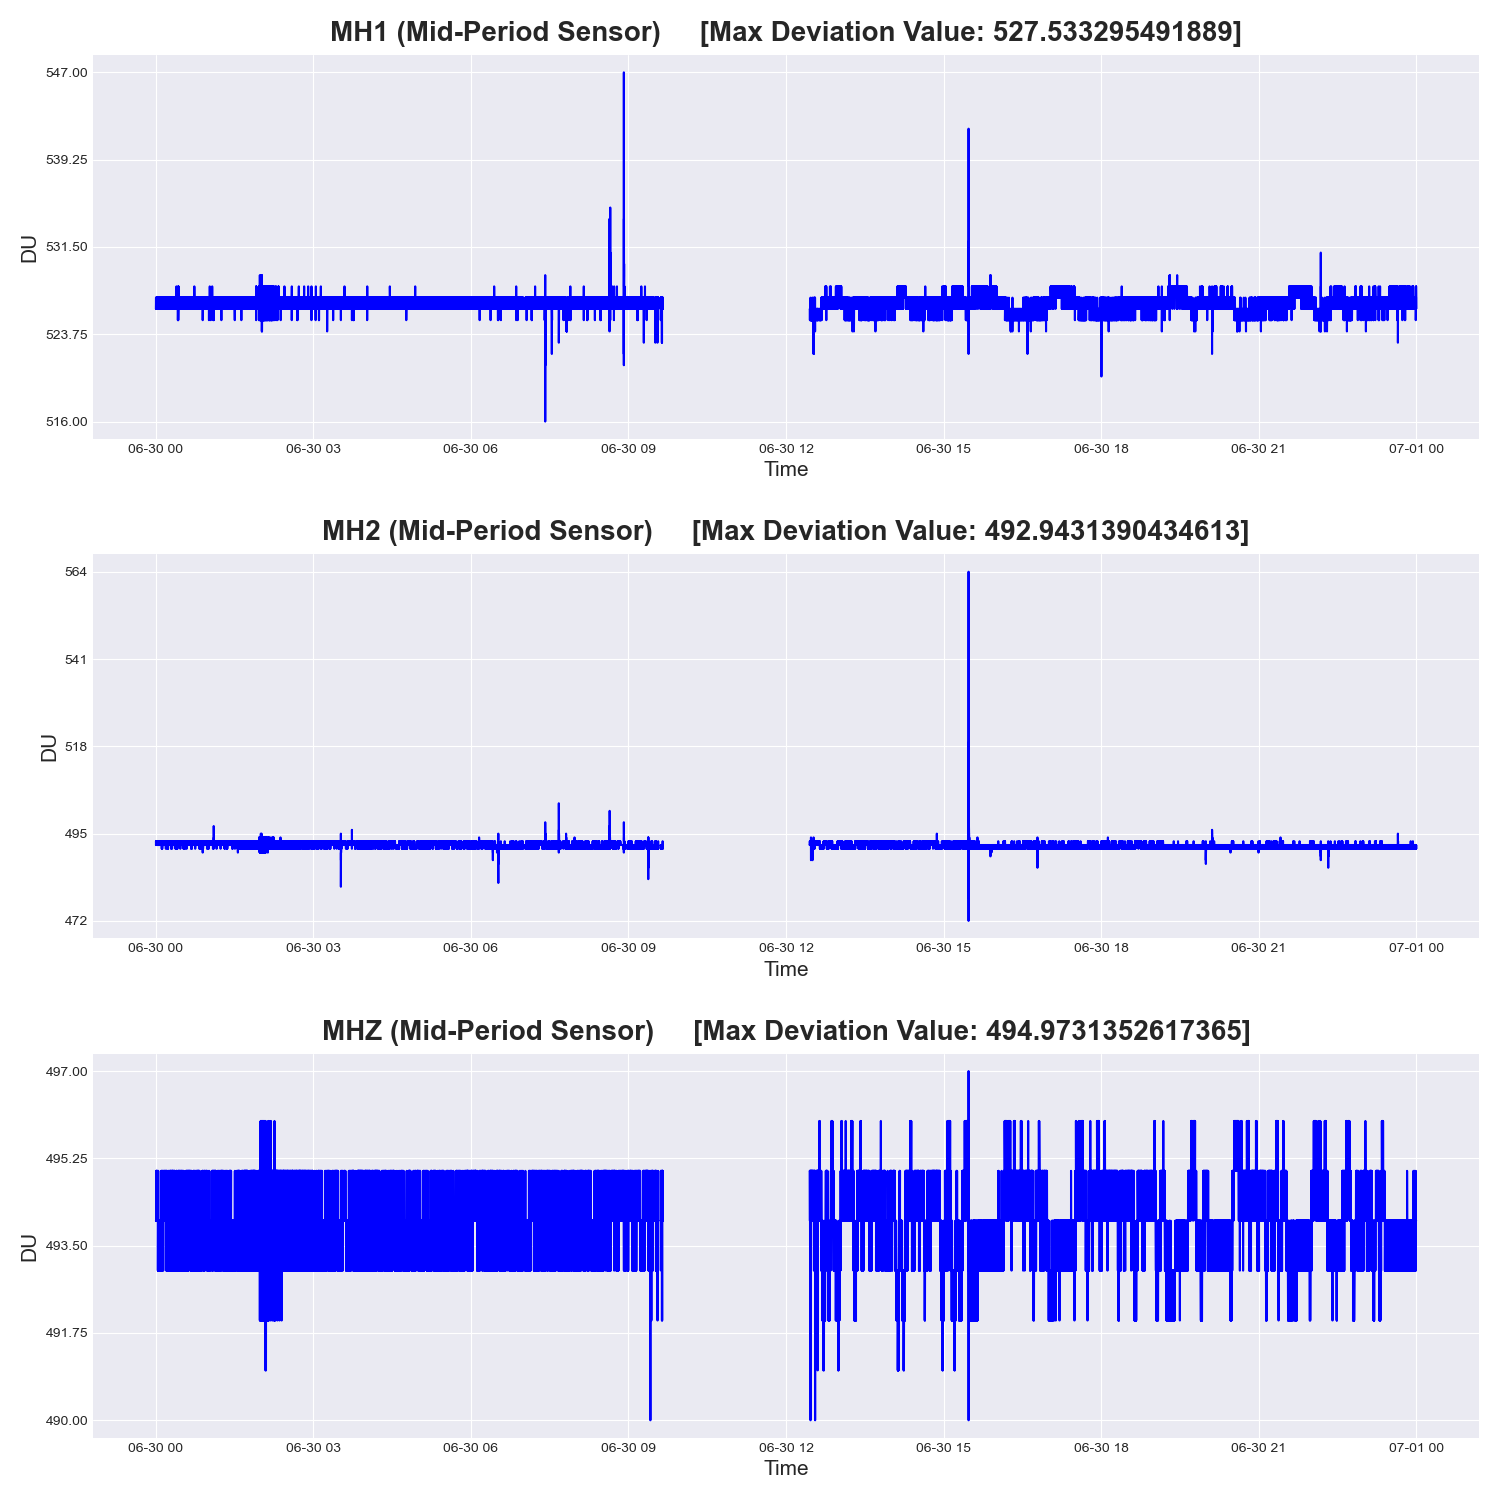 MH1 (Mid-Period Sensor) [Max Deviation Value: 527.533295491889]
547.00
539.25
531.50
523.75
516.00
DU
06-30 00 06-30 03 06-30 06 06-30 09 06-30 12 06-30 15 06-30 18 06-30 21 07-01 00
Time
MH2 (Mid-Period Sensor) [Max Deviation Value: 492.9431390434613]
564
541
518
495
472
DU
06-30 00 06-30 03 06-30 06 06-30 09 06-30 12 06-30 15 06-30 18 06-30 21 07-01 00
Time
MHZ (Mid-Period Sensor) [Max Deviation Value: 494.9731352617365]
497.00
495.25
493.50
491.75
490.00
DU
06-30 00 06-30 03 06-30 06 06-30 09 06-30 12 06-30 15 06-30 18 06-30 21 07-01 00
Time